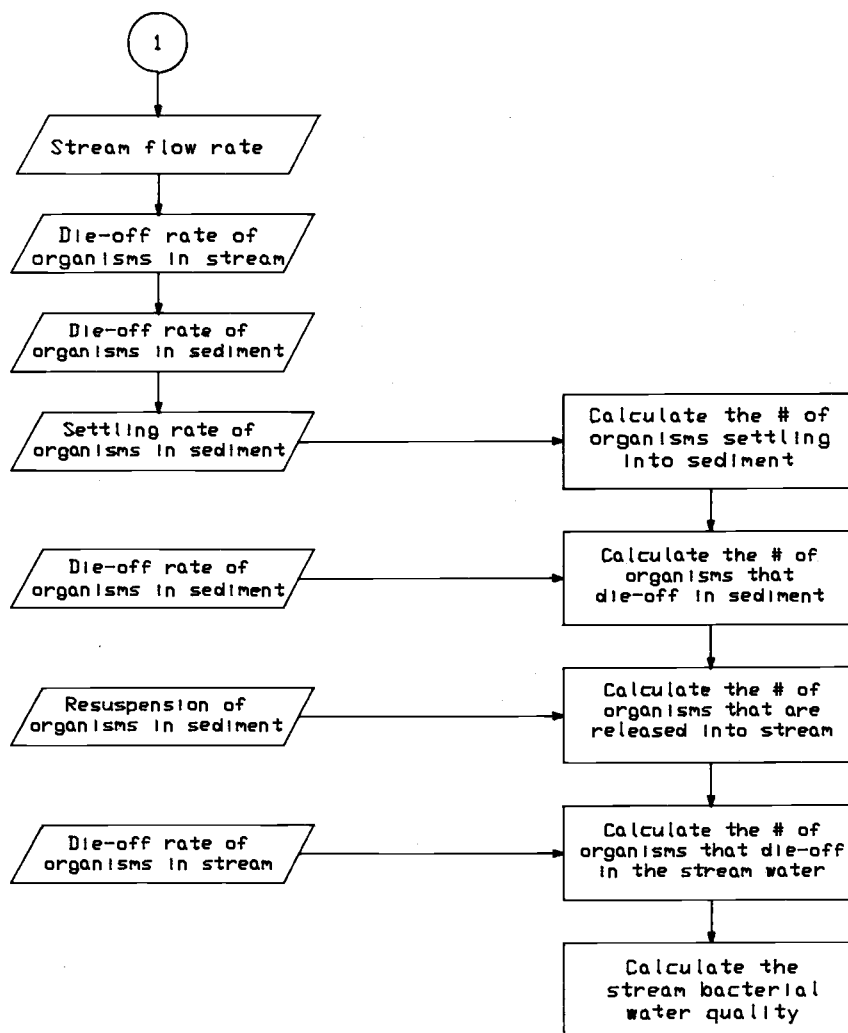 1
Stream flow rate
Die-off rate of
organisms in stream
Die-off rate of
organisms in sediment
Settling rate of
organisms in sediment
Calculate the # of
organisms settling
into sediment
Die-off rate of
organisms in sediment
Calculate the # of
organisms that
die-off in sediment
Resuspension of
organisms in sediment
Calculate the # of
organisms that are
released into stream
Die-off rate of
organisms in stream
Calculate the # of
organisms that die-off
in the stream water
Calculate the
stream bacterial
water quality